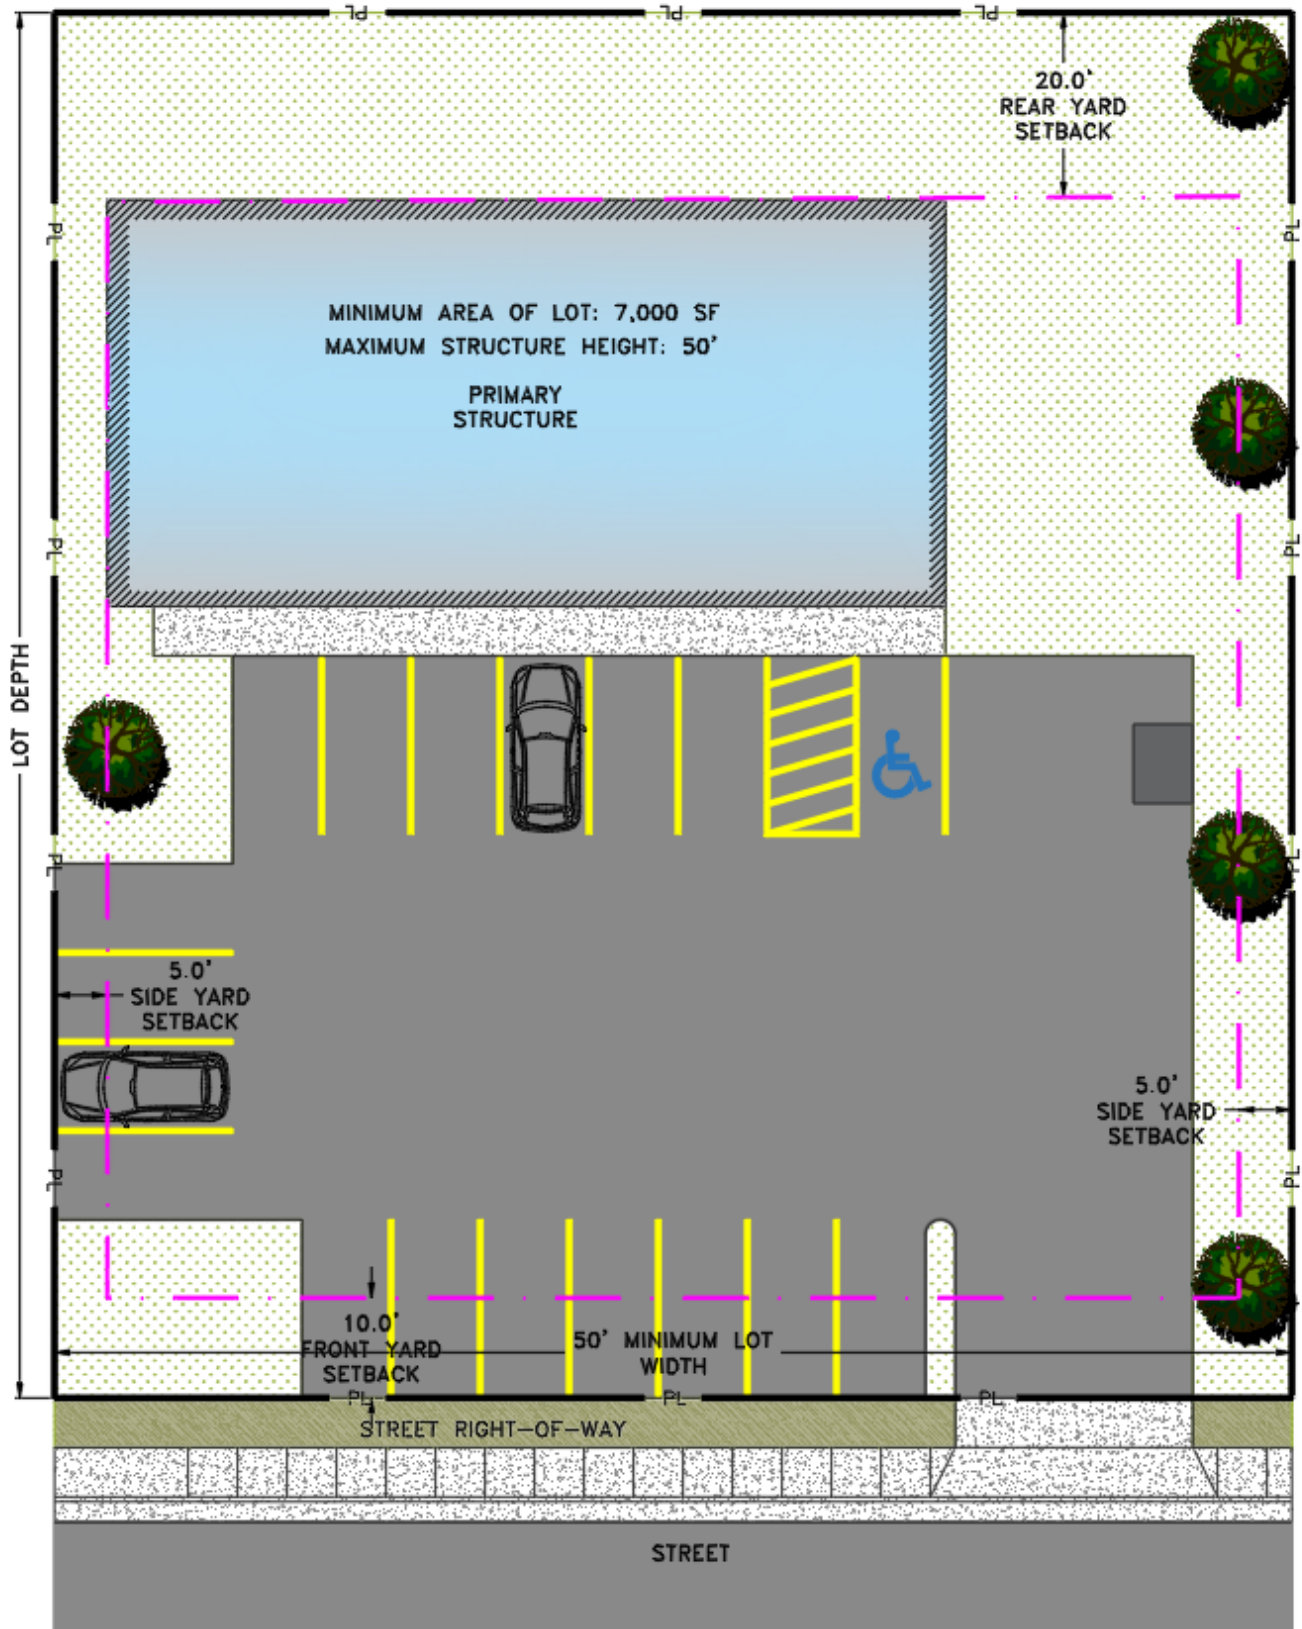 PL PL PL
20.0'
REAR YARD
SETBACK
PL
PL
MINIMUM AREA OF LOT: 7,000 SF
MAXIMUM STRUCTURE HEIGHT: 50'
PRIMARY
STRUCTURE
PL
PL
LOT DEPTH
PL
PL
5.0'
SIDE YARD
SETBACK
5.0'
SIDE YARD
SETBACK
PL
PL
10.0'
FRONT YARD
SETBACK
50' MINIMUM LOT
WIDTH
PL PL PL
STREET RIGHT-OF-WAY
STREET